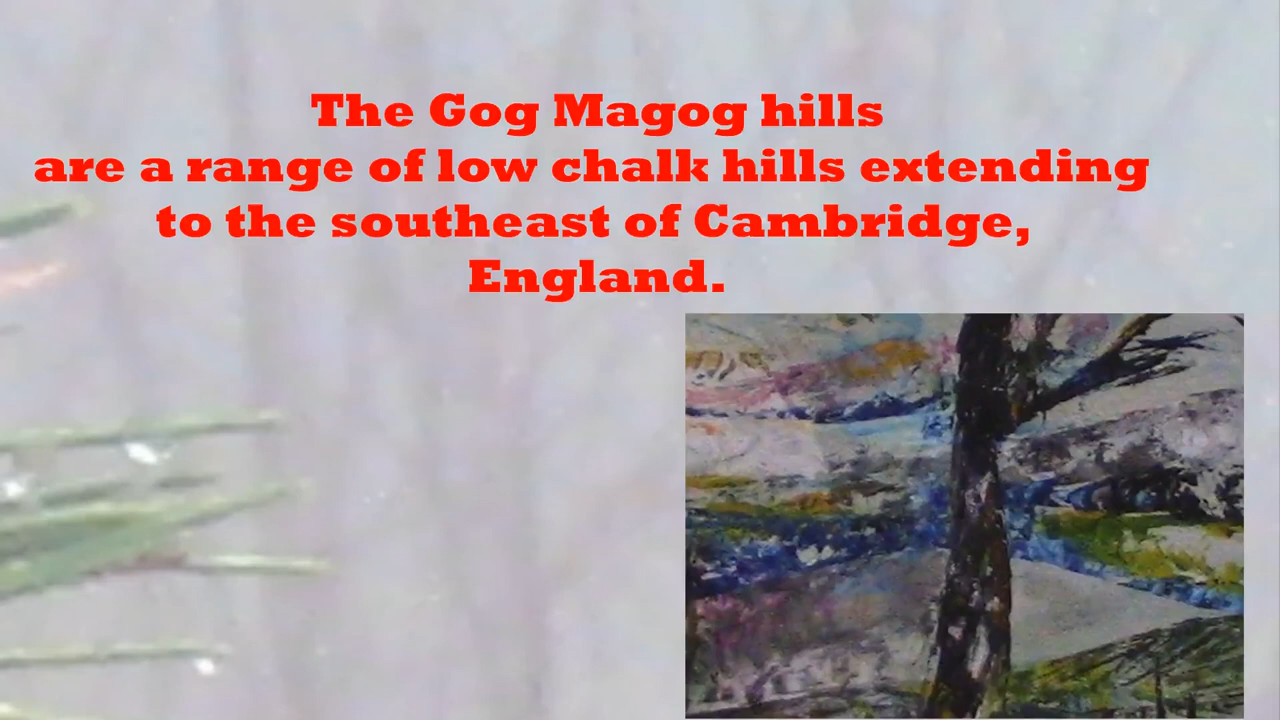 The Gog Magog hills
are a range of low chalk hills extending
to the southeast of Cambridge,
England.